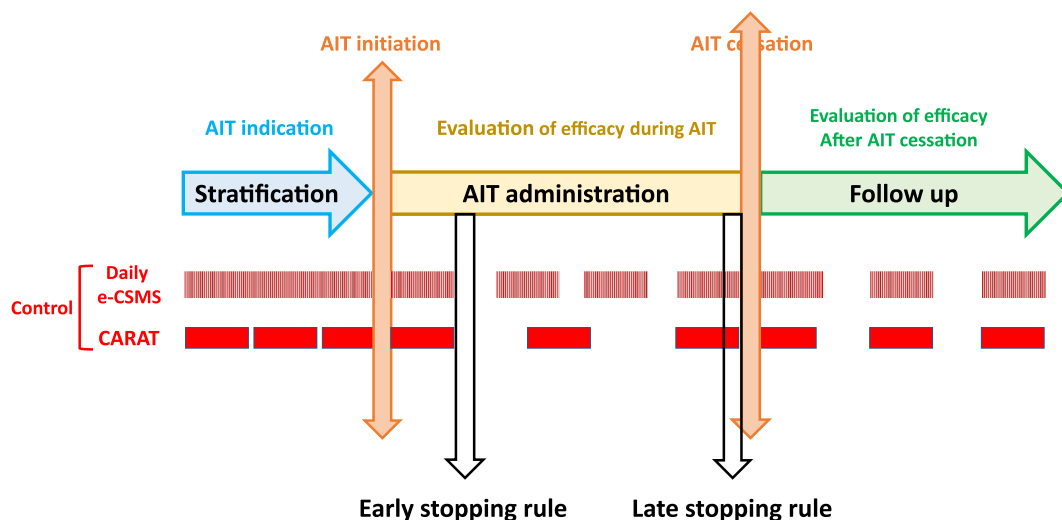 AIT initiation
AIT cessation
AIT indication
Evaluation of efficacy during AIT
Evaluation of efficacy
After AIT cessation
Stratification
AIT administration
Follow up
Control
Daily
e-CSMS
CARAT
Early stopping rule
Late stopping rule